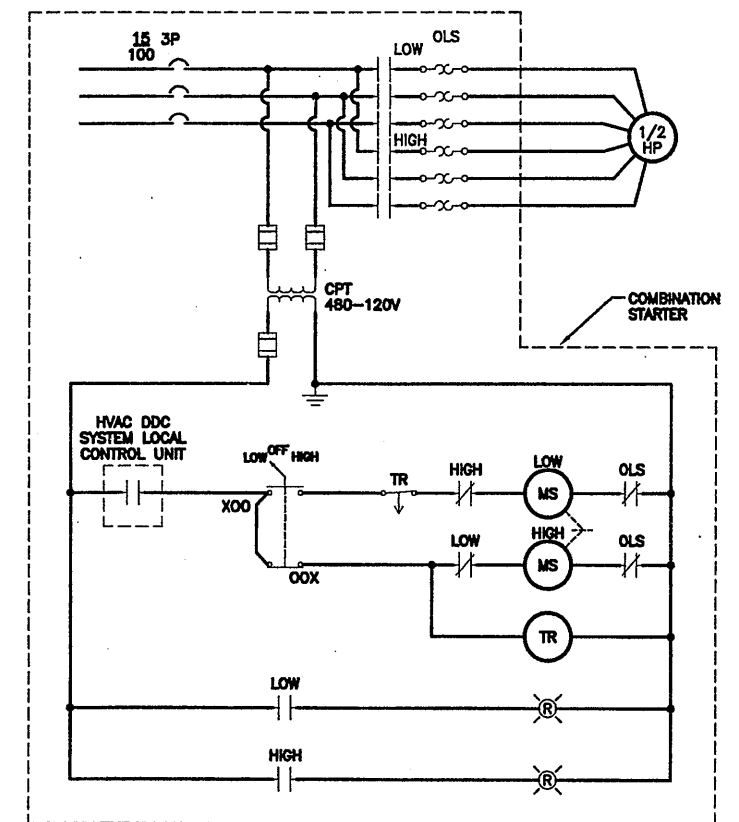 15 3P
100
LOW
OLS
HIGH
1/2
HP
CPT
480-120V
COMBINATION
STARTER
HVAC DDC
SYSTEM LOCAL
CONTROL UNIT
LOW OFF HIGH
XOO
OOX
TR
HIGH
LOW
MS
OLS
LOW
HIGH
MS
OLS
TR
LOW
R
HIGH
R